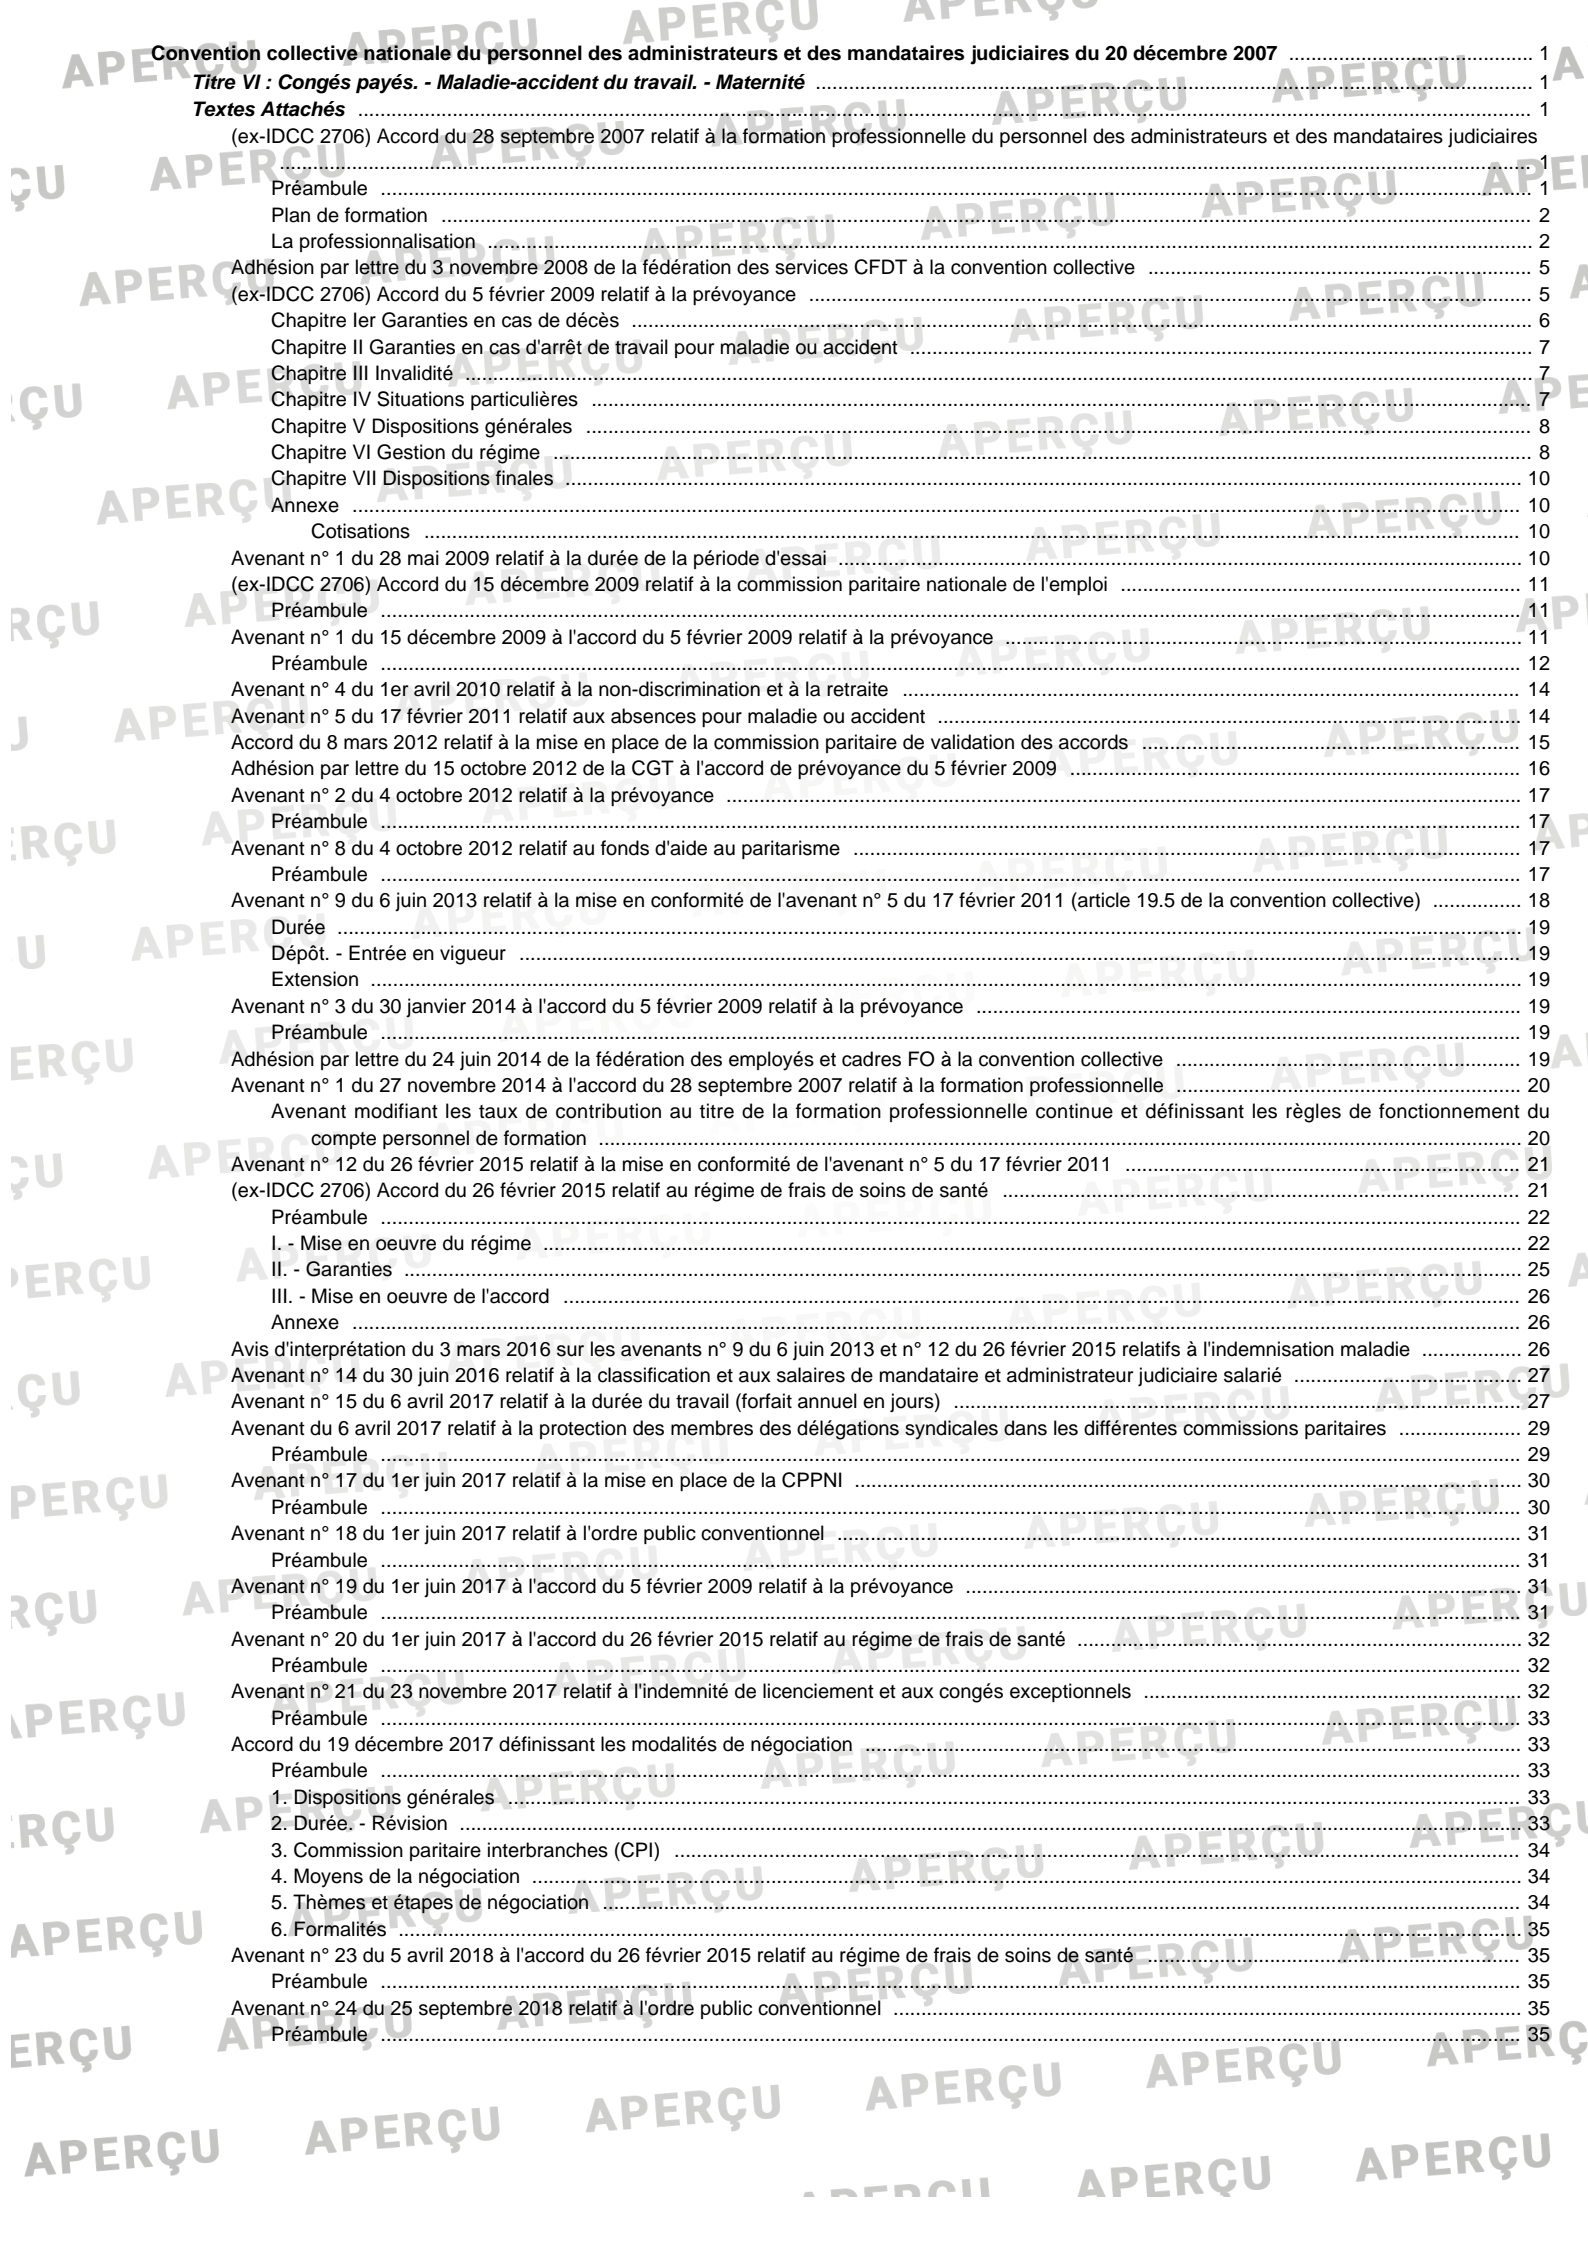 Convention collective nationale du personnel des administrateurs et des mandataires judiciaires du 20 décembre 2007 ... 1
Titre VI : Congés payés. - Maladie-accident du travail. - Maternité ... 1
Textes Attachés ... 1
(ex-IDCC 2706) Accord du 28 septembre 2007 relatif à la formation professionnelle du personnel des administrateurs et des mandataires judiciaires
... 1
Préambule ... 1
Plan de formation ... 2
La professionnalisation ... 2
Adhésion par lettre du 3 novembre 2008 de la fédération des services CFDT à la convention collective ... 5
(ex-IDCC 2706) Accord du 5 février 2009 relatif à la prévoyance ... 5
Chapitre Ier Garanties en cas de décès ... 6
Chapitre II Garanties en cas d'arrêt de travail pour maladie ou accident ... 7
Chapitre III Invalidité ... 7
Chapitre IV Situations particulières ... 7
Chapitre V Dispositions générales ... 8
Chapitre VI Gestion du régime ... 8
Chapitre VII Dispositions finales ... 10
Annexe ... 10
Cotisations ... 10
Avenant n° 1 du 28 mai 2009 relatif à la durée de la période d'essai ... 10
(ex-IDCC 2706) Accord du 15 décembre 2009 relatif à la commission paritaire nationale de l'emploi ... 11
Préambule ... 11
Avenant n° 1 du 15 décembre 2009 à l'accord du 5 février 2009 relatif à la prévoyance ... 11
Préambule ... 12
Avenant n° 4 du 1er avril 2010 relatif à la non-discrimination et à la retraite ... 14
Avenant n° 5 du 17 février 2011 relatif aux absences pour maladie ou accident ... 14
Accord du 8 mars 2012 relatif à la mise en place de la commission paritaire de validation des accords ... 15
Adhésion par lettre du 15 octobre 2012 de la CGT à l'accord de prévoyance du 5 février 2009 ... 16
Avenant n° 2 du 4 octobre 2012 relatif à la prévoyance ... 17
Préambule ... 17
Avenant n° 8 du 4 octobre 2012 relatif au fonds d'aide au paritarisme ... 17
Préambule ... 17
Avenant n° 9 du 6 juin 2013 relatif à la mise en conformité de l'avenant n° 5 du 17 février 2011 (article 19.5 de la convention collective) ... 18
Durée ... 19
Dépôt. - Entrée en vigueur ... 19
Extension ... 19
Avenant n° 3 du 30 janvier 2014 à l'accord du 5 février 2009 relatif à la prévoyance ... 19
Préambule ... 19
Adhésion par lettre du 24 juin 2014 de la fédération des employés et cadres FO à la convention collective ... 19
Avenant n° 1 du 27 novembre 2014 à l'accord du 28 septembre 2007 relatif à la formation professionnelle ... 20
Avenant modifiant les taux de contribution au titre de la formation professionnelle continue et définissant les règles de fonctionnement du
compte personnel de formation ... 20
Avenant n° 12 du 26 février 2015 relatif à la mise en conformité de l'avenant n° 5 du 17 février 2011 ... 21
(ex-IDCC 2706) Accord du 26 février 2015 relatif au régime de frais de soins de santé ... 21
Préambule ... 22
I. - Mise en oeuvre du régime ... 22
II. - Garanties ... 25
III. - Mise en oeuvre de l'accord ... 26
Annexe ... 26
Avis d'interprétation du 3 mars 2016 sur les avenants n° 9 du 6 juin 2013 et n° 12 du 26 février 2015 relatifs à l'indemnisation maladie ... 26
Avenant n° 14 du 30 juin 2016 relatif à la classification et aux salaires de mandataire et administrateur judiciaire salarié ... 27
Avenant n° 15 du 6 avril 2017 relatif à la durée du travail (forfait annuel en jours) ... 27
Avenant du 6 avril 2017 relatif à la protection des membres des délégations syndicales dans les différentes commissions paritaires ... 29
Préambule ... 29
Avenant n° 17 du 1er juin 2017 relatif à la mise en place de la CPPNI ... 30
Préambule ... 30
Avenant n° 18 du 1er juin 2017 relatif à l'ordre public conventionnel ... 31
Préambule ... 31
Avenant n° 19 du 1er juin 2017 à l'accord du 5 février 2009 relatif à la prévoyance ... 31
Préambule ... 31
Avenant n° 20 du 1er juin 2017 à l'accord du 26 février 2015 relatif au régime de frais de santé ... 32
Préambule ... 32
Avenant n° 21 du 23 novembre 2017 relatif à l'indemnité de licenciement et aux congés exceptionnels ... 32
Préambule ... 33
Accord du 19 décembre 2017 définissant les modalités de négociation ... 33
Préambule ... 33
1. Dispositions générales ... 33
2. Durée. - Révision ... 33
3. Commission paritaire interbranches (CPI) ... 34
4. Moyens de la négociation ... 34
5. Thèmes et étapes de négociation ... 34
6. Formalités ... 35
Avenant n° 23 du 5 avril 2018 à l'accord du 26 février 2015 relatif au régime de frais de soins de santé ... 35
Préambule ... 35
Avenant n° 24 du 25 septembre 2018 relatif à l'ordre public conventionnel ... 35
Préambule ... 35
APERÇU